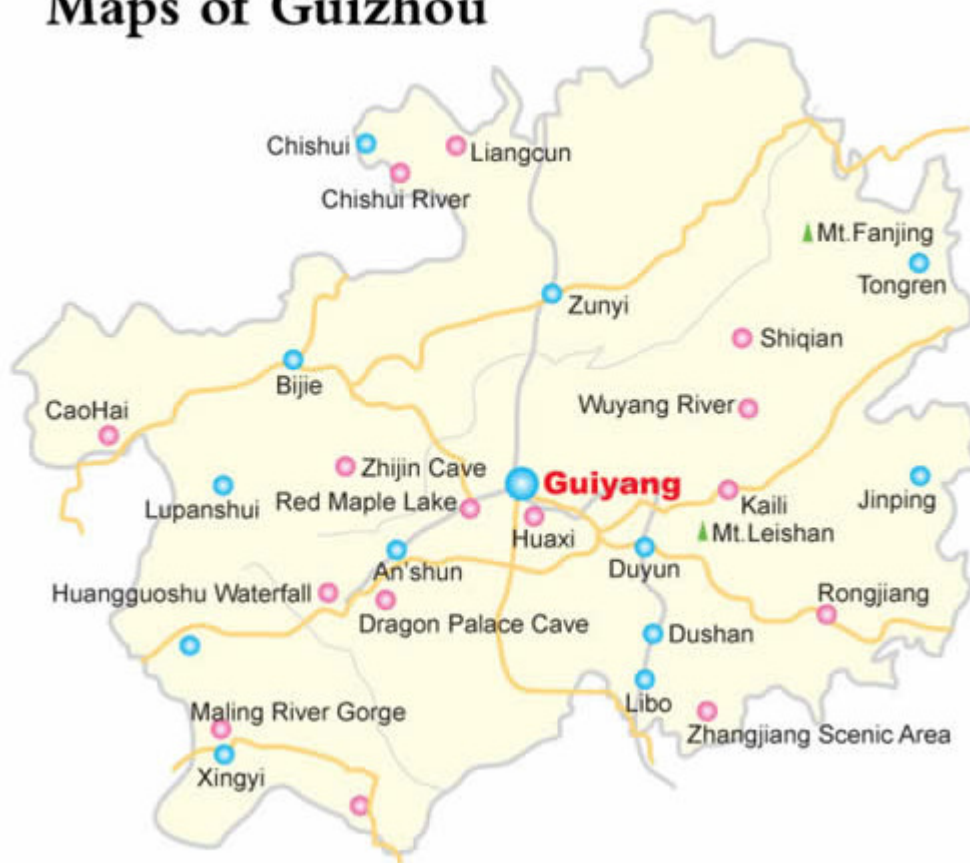 Maps of Guizhou
Chishui
Liangcun
Chishui River
Mt.Fanjing
Tongren
Zunyi
Shiqian
Bijie
CaoHai
Wuyang River
Zhijin Cave
Guiyang
Lupanshui
Red Maple Lake
Kaili
Jinping
Huaxi
Mt.Leishan
An'shun
Duyun
Huangguoshu Waterfall
Rongjiang
Dragon Palace Cave
Dushan
Libo
Maling River Gorge
Zhangjiang Scenic Area
Xingyi